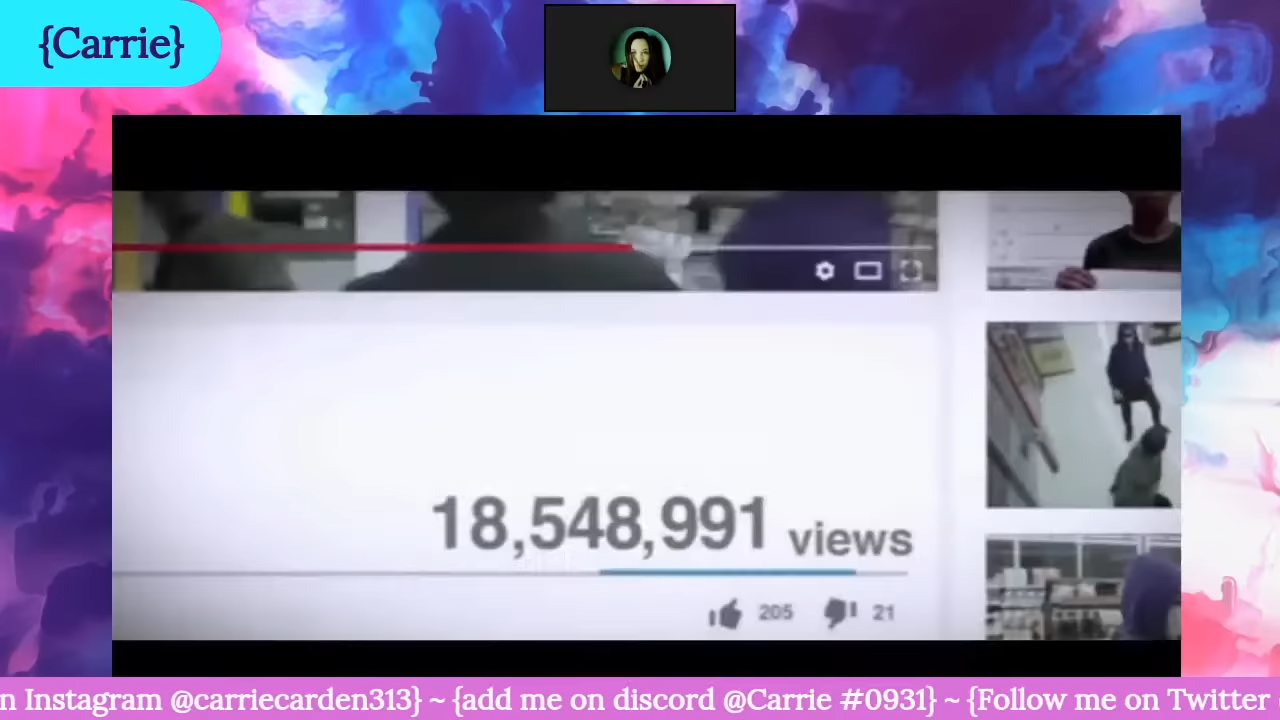 {Carrie}
18,548,991 views
205 21
n Instagram @carriecarden313} ~ {add me on discord @Carrie #0931} ~ {Follow me on Twitter